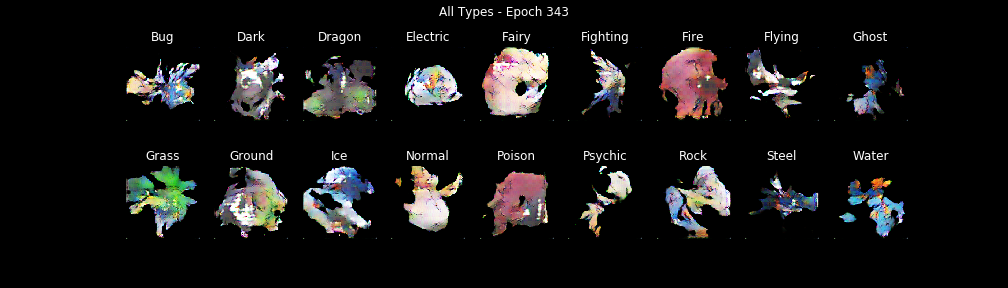 All Types - Epoch 343
Bug Dark Dragon Electric Fairy Fighting Fire Flying Ghost
Grass Ground Ice Normal Poison Psychic Rock Steel Water